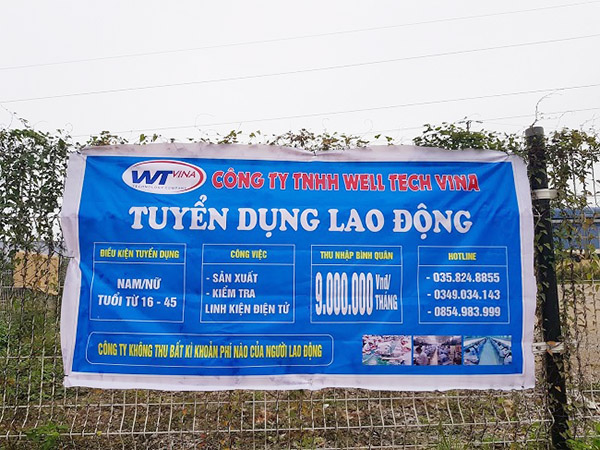 WT VINA
TECHNOLOGY COMPANY
CÔNG TY TNHH WELL TECH VINA
TUYỂN DỤNG LAO ĐỘNG
ĐIỀU KIỆN TUYỂN DỤNG
NAM/NỮ
TUỔI TỪ 16 - 45
CÔNG VIỆC
- SẢN XUẤT
- KIỂM TRA
LINH KIỆN ĐIỆN TỬ
THU NHẬP BÌNH QUÂN
9.000.000 Vnđ/
THÁNG
HOTLINE
- 035.824.8855
- 0349.034.143
- 0854.983.999
CÔNG TY KHÔNG THU BẤT KÌ KHOẢN PHÍ NÀO CỦA NGƯỜI LAO ĐỘNG